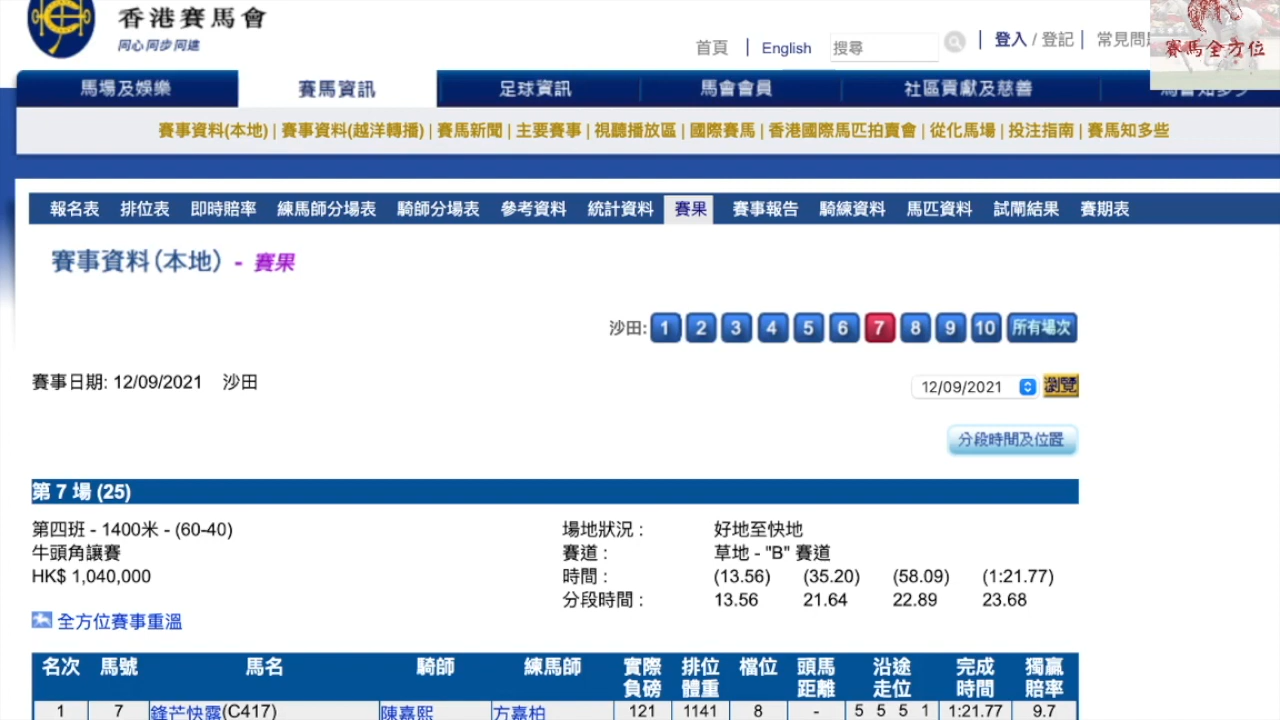 香港賽馬會
同心同步同進
首頁 | English 搜尋 | 登入 / 登記 | 常見問
賽馬全方位
馬場及娛樂 賽馬資訊 足球資訊 馬會會員 社區貢獻及慈善 馬會知多少
賽事資料(本地) | 賽事資料(越洋轉播) | 賽馬新聞 | 主要賽事 | 視聽播放區 | 國際賽馬 | 香港國際馬匹拍賣會 | 從化馬場 | 投注指南 | 賽馬知多些
報名表 排位表 即時賠率 練馬師分場表 騎師分場表 參考資料 統計資料 賽果 賽事報告 騎練資料 馬匹資料 試閘結果 賽期表
賽事資料(本地) - 賽果
沙田: 1 2 3 4 5 6 7 8 9 10 所有場次
賽事日期: 12/09/2021 沙田
12/09/2021 瀏覽
分段時間及位置
第 7 場 (25)
第四班 - 1400米 - (60-40) 場地狀況 : 好地至快地
牛頭角讓賽 賽道 : 草地 - "B" 賽道
HK$ 1,040,000 時間 : (13.56) (35.20) (58.09) (1:21.77)
分段時間 : 13.56 21.64 22.89 23.68
全方位賽事重溫
名次 馬號 馬名 騎師 練馬師 實際負磅 排位體重 檔位 頭馬距離 沿途走位 完成時間 獨贏賠率
1 7 鋒芒快露(C417) 陳嘉熙 方嘉柏 121 1141 8 - 5 5 5 1 1:21.77 9.7